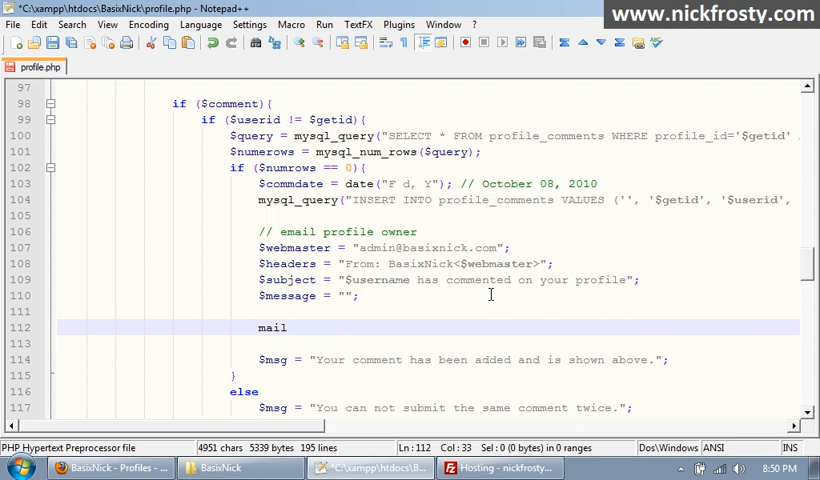 *C:\xampp\htdocs\BasixNick\profile.php - Notepad++
www.nickfrosty.com
File Edit Search View Encoding Language Settings Macro Run TextFX Plugins Window ?
profile.php
97
98 if ($comment){
99 if ($userid != $getid){
100 $query = mysql_query("SELECT * FROM profile_comments WHERE profile_id='$getid'
101 $numerows = mysql_num_rows($query);
102 if ($numrows == 0){
103 $commdate = date("F d, Y"); // October 08, 2010
104 mysql_query("INSERT INTO profile_comments VALUES ('', '$getid', '$userid',
105
106 // email profile owner
107 $webmaster = "admin@basixnick.com";
108 $headers = "From: BasixNick<$webmaster>";
109 $subject = "$username has commented on your profile";
110 $message = "";
111
112 mail
113
114 $msg = "Your comment has been added and is shown above.";
115 }
116 else
117 $msg = "You can not submit the same comment twice.";
PHP Hypertext Preprocessor file 4951 chars 5339 bytes 195 lines Ln : 112 Col : 33 Sel : 0 (0 bytes) in 0 ranges Dos\Windows ANSI INS
BasixNick - Profiles - ... BasixNick *C:\xampp\htdocs\B... Hosting - nickfrosty... 8:50 PM